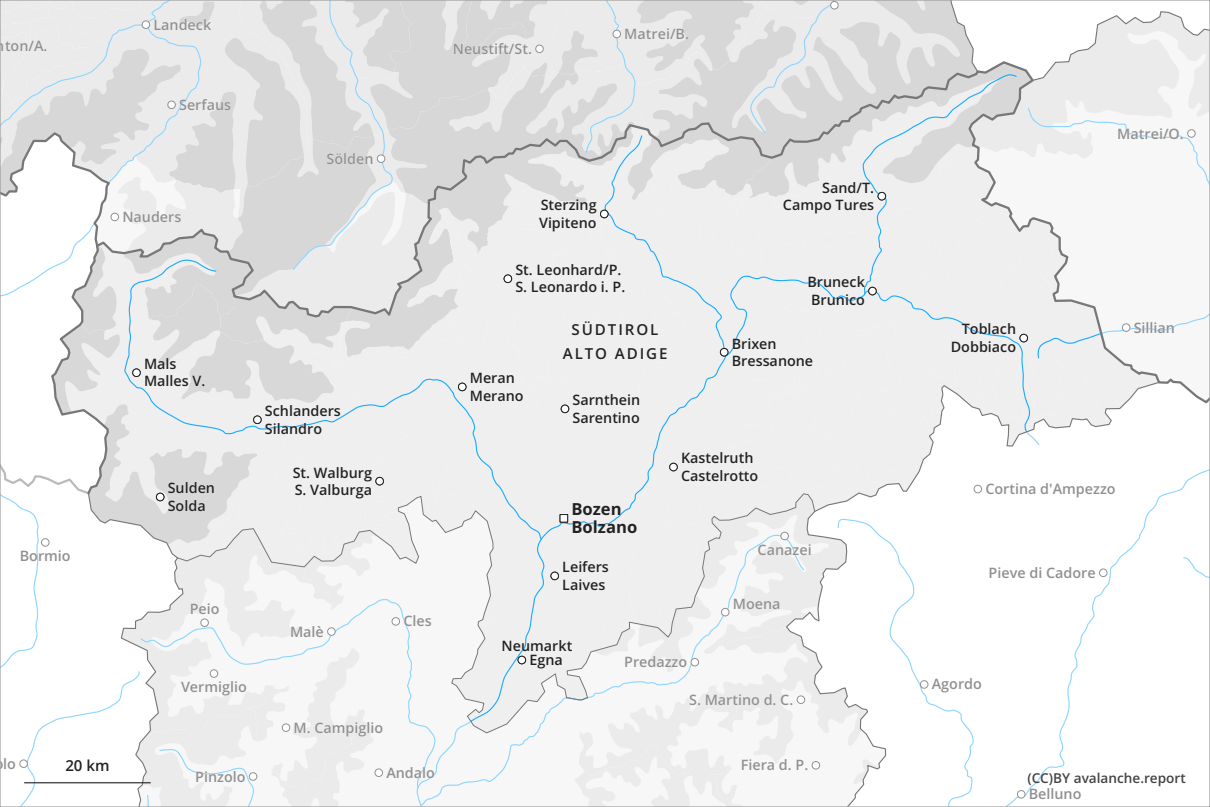 Landeck
nton/A.
Neustift/St.
Matrei/B.
Serfaus
Matrei/O.
Sölden
Nauders
Sand/T.
Campo Tures
Sterzing
Vipiteno
St. Leonhard/P.
S. Leonardo i. P.
Bruneck
Brunico
SÜDTIROL
ALTO ADIGE
Toblach
Dobbiaco
Sillian
Brixen
Bressanone
Mals
Malles V.
Meran
Merano
Sarnthein
Sarentino
Schlanders
Silandro
Kastelruth
Castelrotto
St. Walburg
S. Valburga
Sulden
Solda
Cortina d'Ampezzo
Bozen
Bolzano
Bormio
Canazei
Leifers
Laives
Pieve di Cadore
Peio
Moena
Malè
Cles
Neumarkt
Egna
Predazzo
Vermiglio
Agordo
S. Martino d. C.
M. Campiglio
olo
20 km
Pinzolo
Andalo
Fiera d. P.
(CC)BY avalanche.report
Belluno